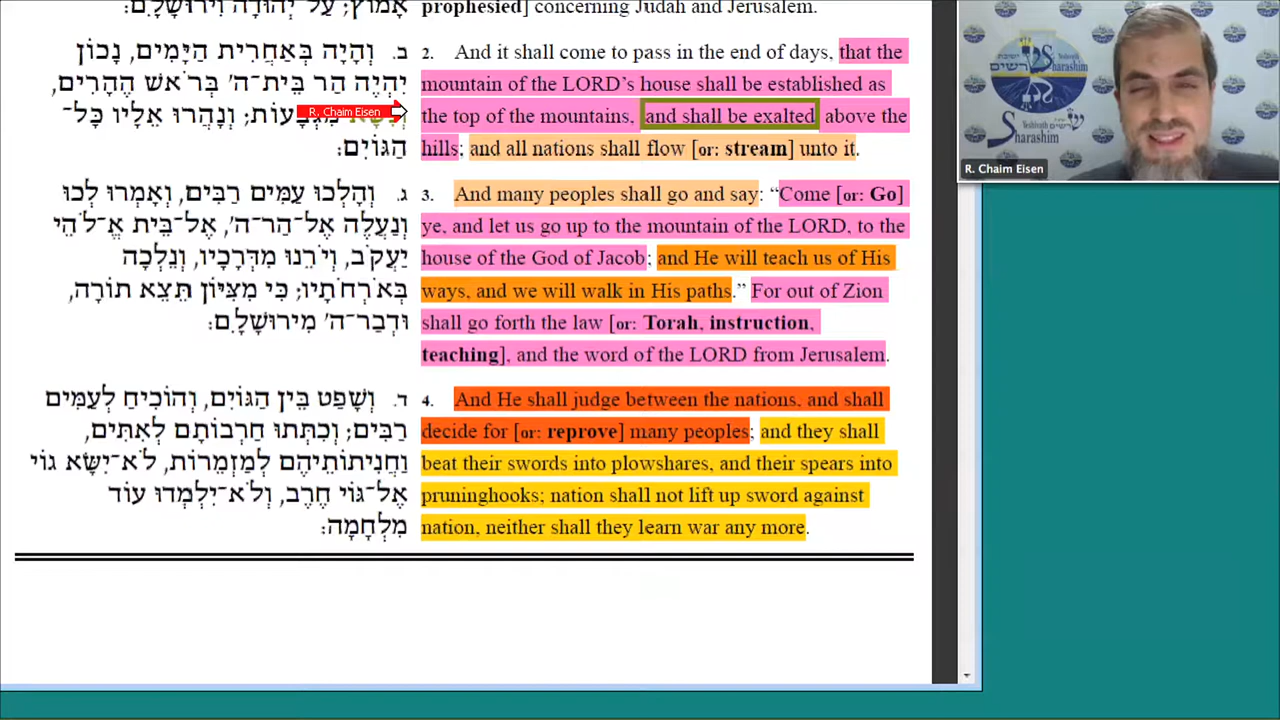 אָמוֹץ; עַל־יְהוּדָה וִירוּשָׁלָםִ:
ב. וְהָיָה בְּאַחֲרִית הַיָּמִים, נָכוֹן
יִהְיֶה הַר בֵּית־ה' בְּרֹאשׁ הֶהָרִים,
מִגְּבָעוֹת; וְנָהֲרוּ אֵלָיו כָּל־
הַגּוֹיִם:
ג. וְהָלְכוּ עַמִּים רַבִּים, וְאָמְרוּ לְכוּ
וְנַעֲלֶה אֶל־הַר־ה', אֶל־בֵּית אֱ־לֹהֵי
יַעֲקֹב, וְיֹרֵנוּ מִדְּרָכָיו, וְנֵלְכָה
בְּאֹרְחֹתָיו; כִּי מִצִּיּוֹן תֵּצֵא תוֹרָה,
וּדְבַר־ה' מִירוּשָׁלָםִ:
ד. וְשָׁפַט בֵּין הַגּוֹיִם, וְהוֹכִיחַ לְעַמִּים
רַבִּים; וְכִתְּתוּ חַרְבוֹתָם לְאִתִּים,
וַחֲנִיתוֹתֵיהֶם לְמַזְמֵרוֹת, לֹא־יִשָּׂא גוֹי
אֶל־גּוֹי חֶרֶב, וְלֹא־יִלְמְדוּ עוֹד
מִלְחָמָה:
R. Chaim Eisen
prophesied] concerning Judah and Jerusalem.
2. And it shall come to pass in the end of days, that the
mountain of the LORD’s house shall be established as
the top of the mountains, and shall be exalted above the
hills; and all nations shall flow [or: stream] unto it.
3. And many peoples shall go and say: “Come [or: Go]
ye, and let us go up to the mountain of the LORD, to the
house of the God of Jacob; and He will teach us of His
ways, and we will walk in His paths.” For out of Zion
shall go forth the law [or: Torah, instruction,
teaching], and the word of the LORD from Jerusalem.
4. And He shall judge between the nations, and shall
decide for [or: reprove] many peoples; and they shall
beat their swords into plowshares, and their spears into
pruninghooks; nation shall not lift up sword against
nation, neither shall they learn war any more.
Sharashim
ישיבת
שרשים
Yeshivath
Sharashim
R. Chaim Eisen